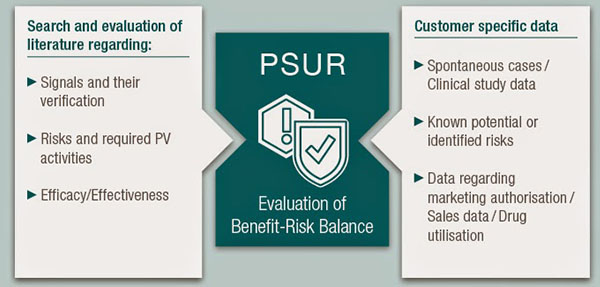 Search and evaluation of
literature regarding:
► Signals and their
verification
► Risks and required PV
activities
► Efficacy/Effectiveness
PSUR
Evaluation of
Benefit-Risk Balance
Customer specific data
► Spontaneous cases /
Clinical study data
► Known potential or
identified risks
► Data regarding
marketing authorisation /
Sales data / Drug
utilisation